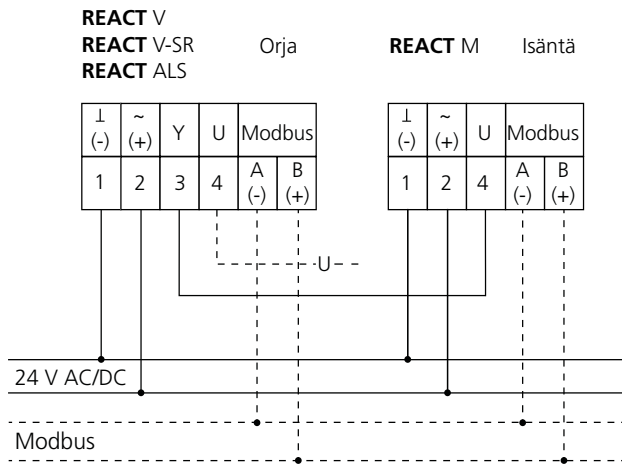 REACT V
REACT V-SR Orja REACT M Isäntä
REACT ALS
⊥ ~ Y U Modbus ⊥ ~ U Modbus
(-) (+) (-) (+)
1 2 3 4 A B 1 2 4 A B
(-) (+) (-) (+)
U
24 V AC/DC
Modbus